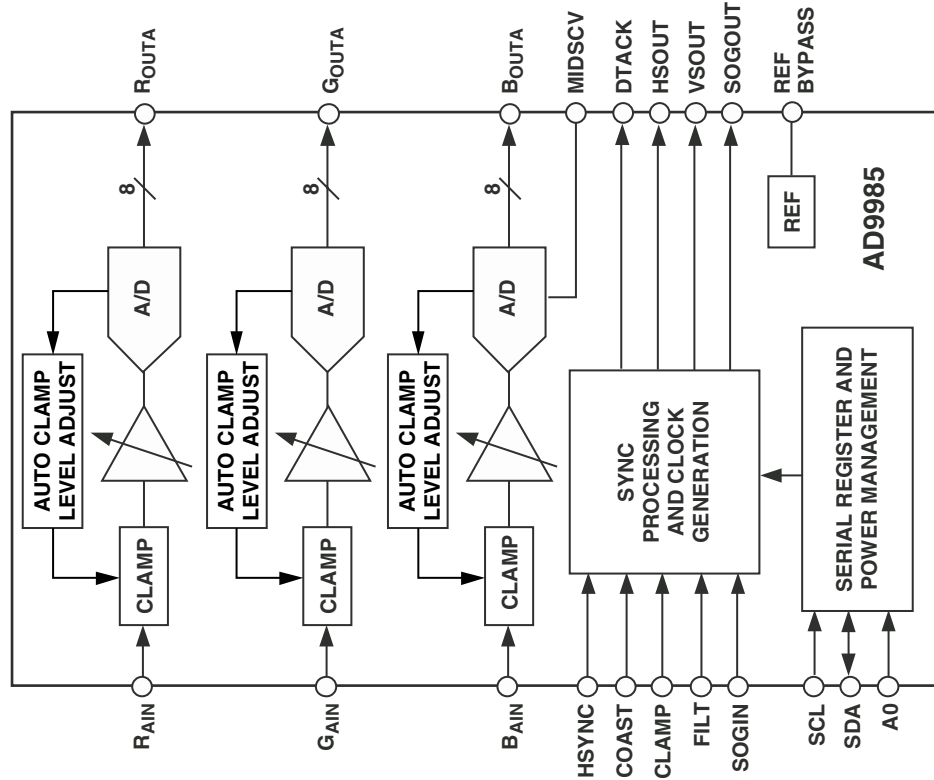 R_AIN
CLAMP
AUTO CLAMP
LEVEL ADJUST
A/D
8
R_OUTA
G_AIN
CLAMP
AUTO CLAMP
LEVEL ADJUST
A/D
8
G_OUTA
B_AIN
CLAMP
AUTO CLAMP
LEVEL ADJUST
A/D
8
B_OUTA
MIDSCV
HSYNC
COAST
CLAMP
FILT
SOGIN
SYNC
PROCESSING
AND CLOCK
GENERATION
DTACK
HSOUT
VSOUT
SOGOUT
REF
REF
BYPASS
SCL
SDA
A0
SERIAL REGISTER AND
POWER MANAGEMENT
AD9985